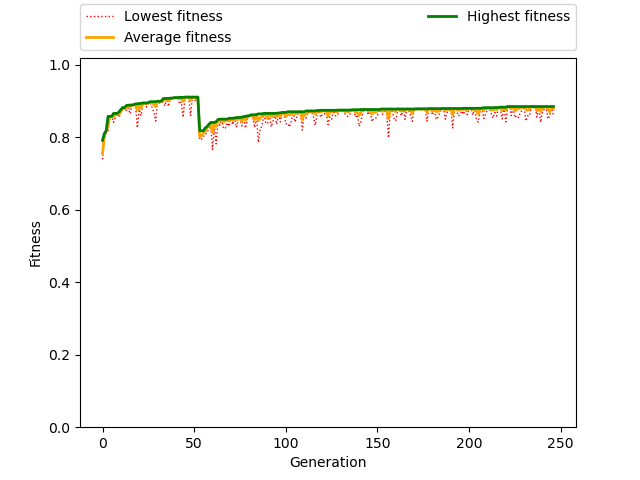 Lowest fitness
Average fitness
Highest fitness
1.0
0.8
0.6
0.4
0.2
0.0
Fitness
0 50 100 150 200 250
Generation